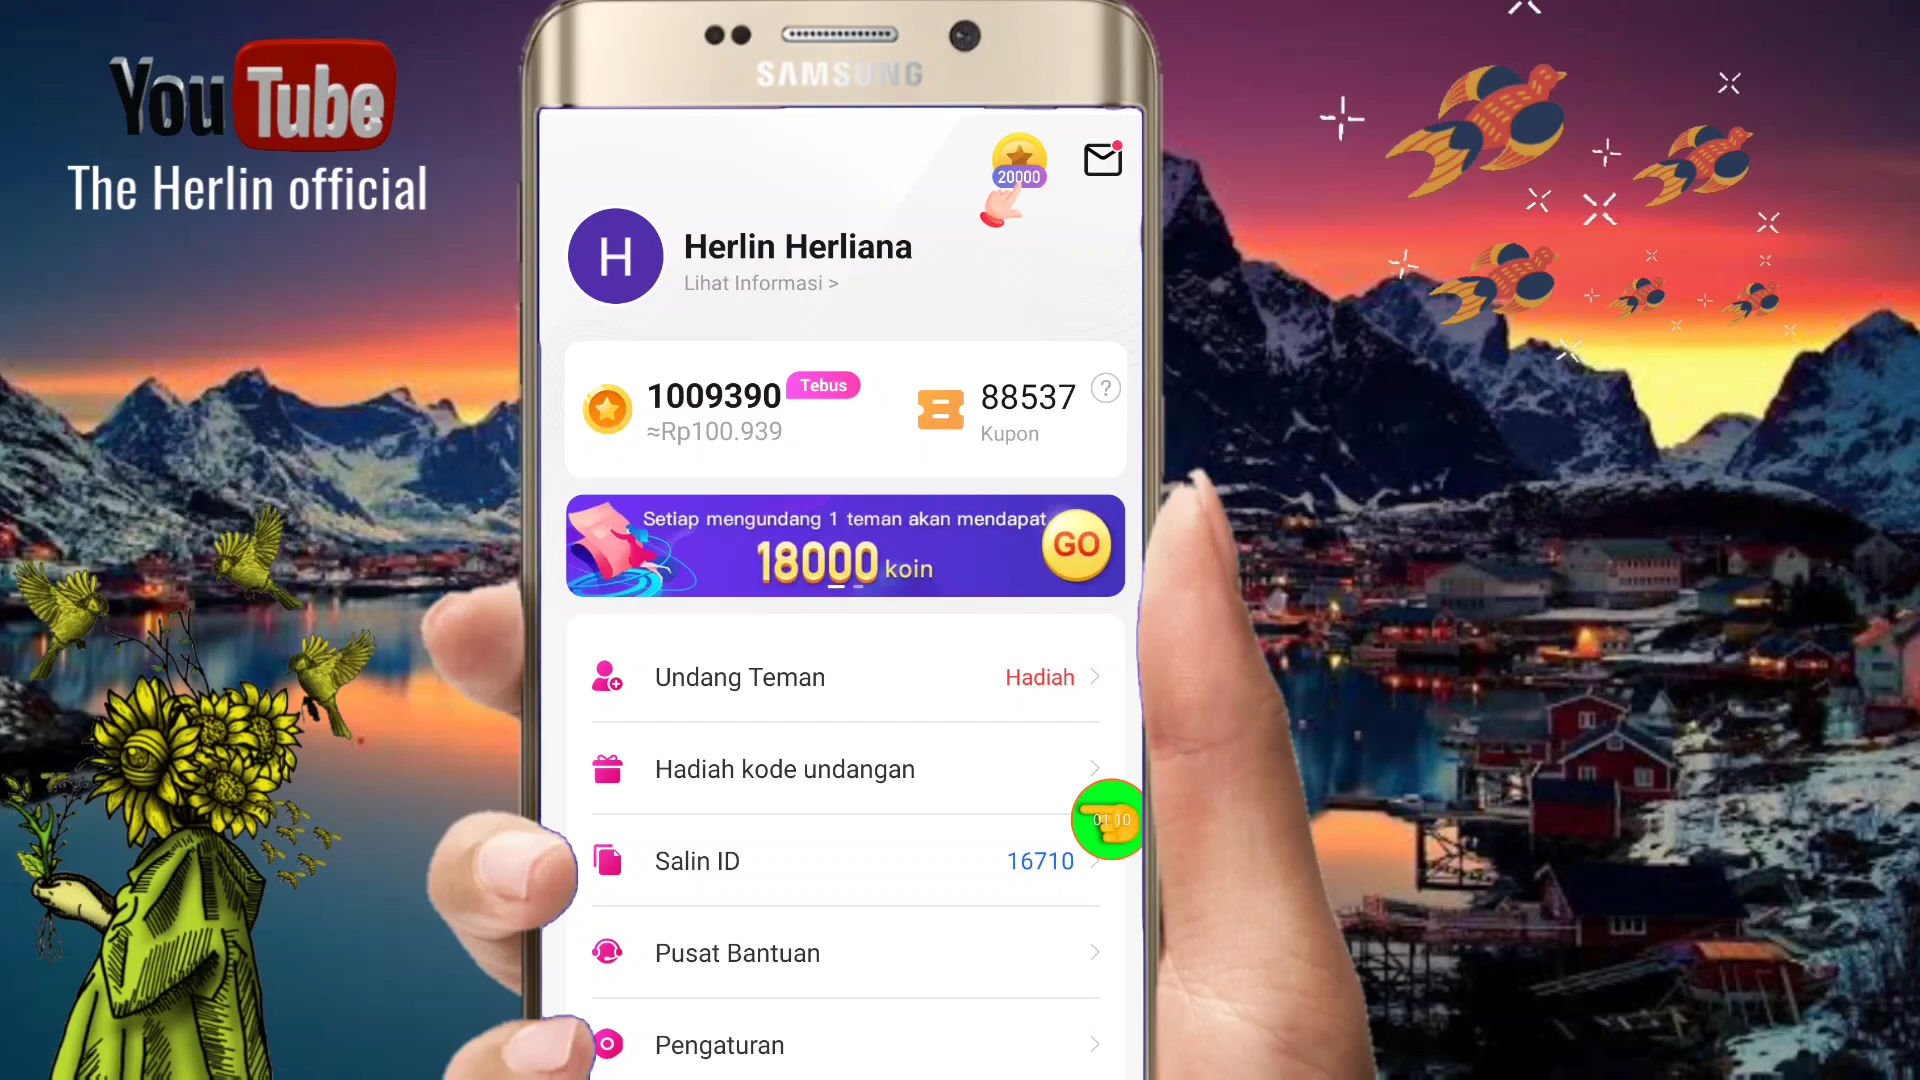 YouTube
The Herlin official
SAMSUNG
20000
H
Herlin Herliana
Lihat Informasi >
1009390
Tebus
≈Rp100.939
88537
?
Kupon
Setiap mengundang 1 teman akan mendapat
18000 koin
GO
Undang Teman
Hadiah
Hadiah kode undangan
01:10
Salin ID
16710
Pusat Bantuan
Pengaturan